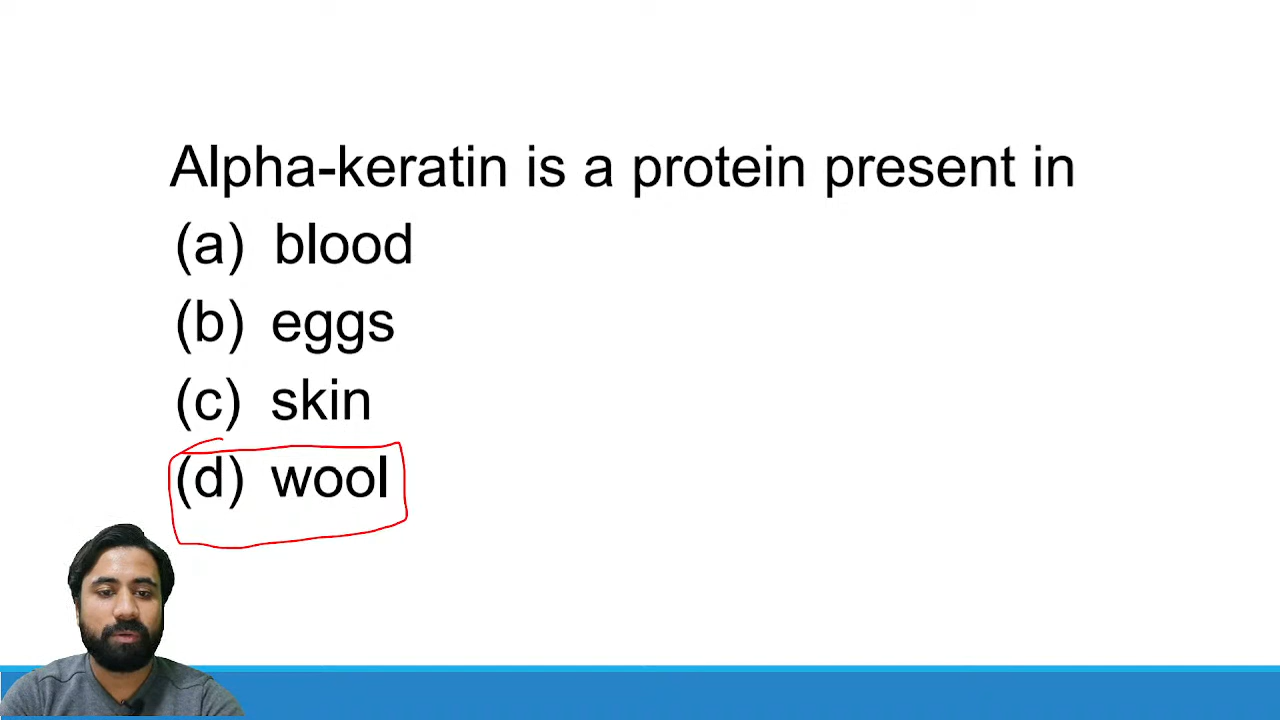 Alpha-keratin is a protein present in
(a) blood
(b) eggs
(c) skin
(d) wool